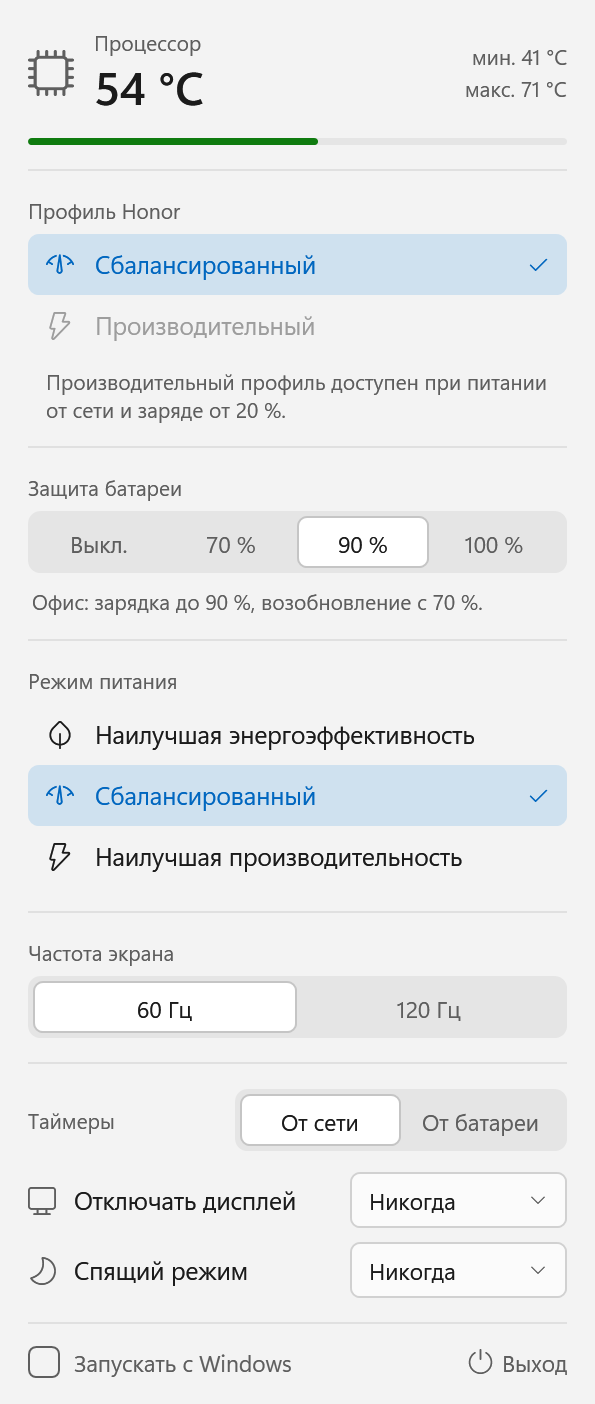 Процессор
54 °C
мин. 41 °C
макс. 71 °C
Профиль Honor
Сбалансированный
Производительный
Производительный профиль доступен при питании
от сети и заряде от 20 %.
Защита батареи
Выкл.
70 %
90 %
100 %
Офис: зарядка до 90 %, возобновление с 70 %.
Режим питания
Наилучшая энергоэффективность
Сбалансированный
Наилучшая производительность
Частота экрана
60 Гц
120 Гц
Таймеры
От сети
От батареи
Отключать дисплей
Никогда
Спящий режим
Никогда
Запускать с Windows
Выход